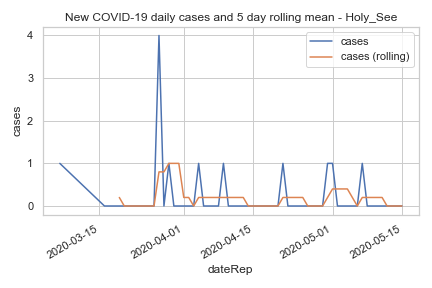 New COVID-19 daily cases and 5 day rolling mean - Holy_See
cases
cases (rolling)
4
3
2
1
0
cases
2020-03-15
2020-04-01
2020-04-15
2020-05-01
2020-05-15
dateRep